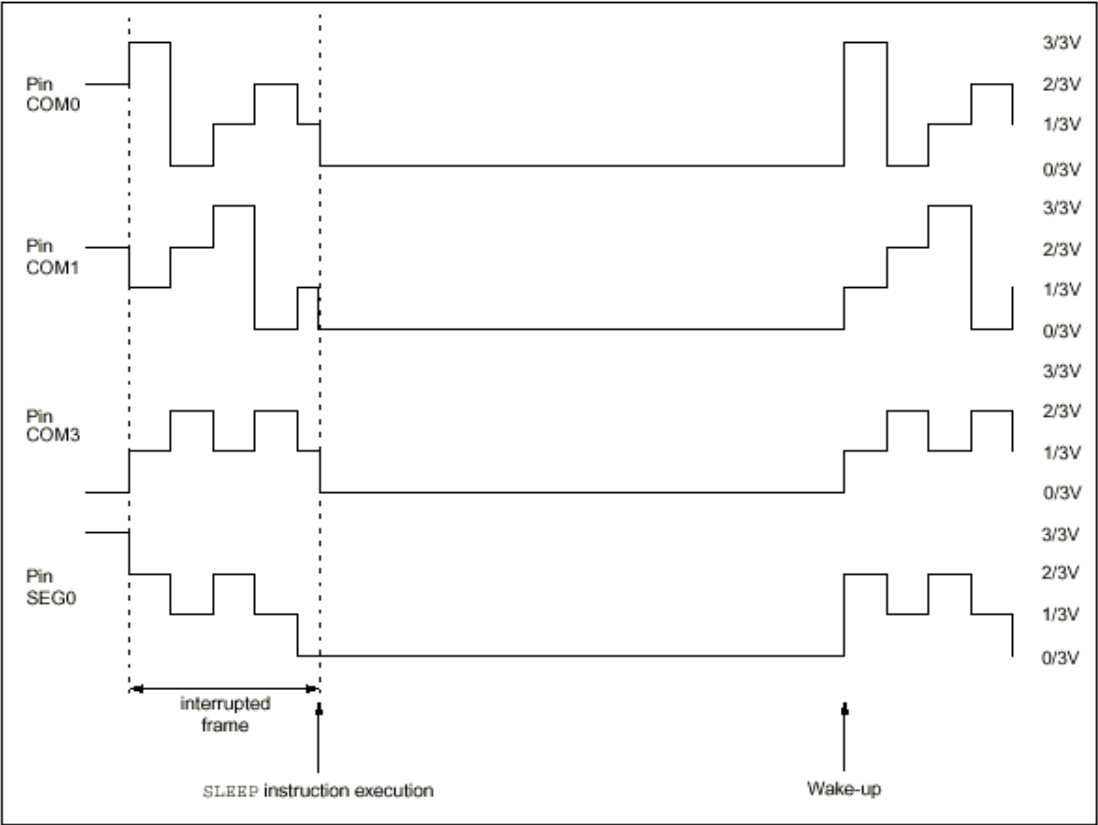 3/3V
Pin
COM0
2/3V
1/3V
0/3V
3/3V
Pin
COM1
2/3V
1/3V
0/3V
3/3V
Pin
COM3
2/3V
1/3V
0/3V
3/3V
Pin
SEG0
2/3V
1/3V
0/3V
interrupted
frame
SLEEP instruction execution
Wake-up